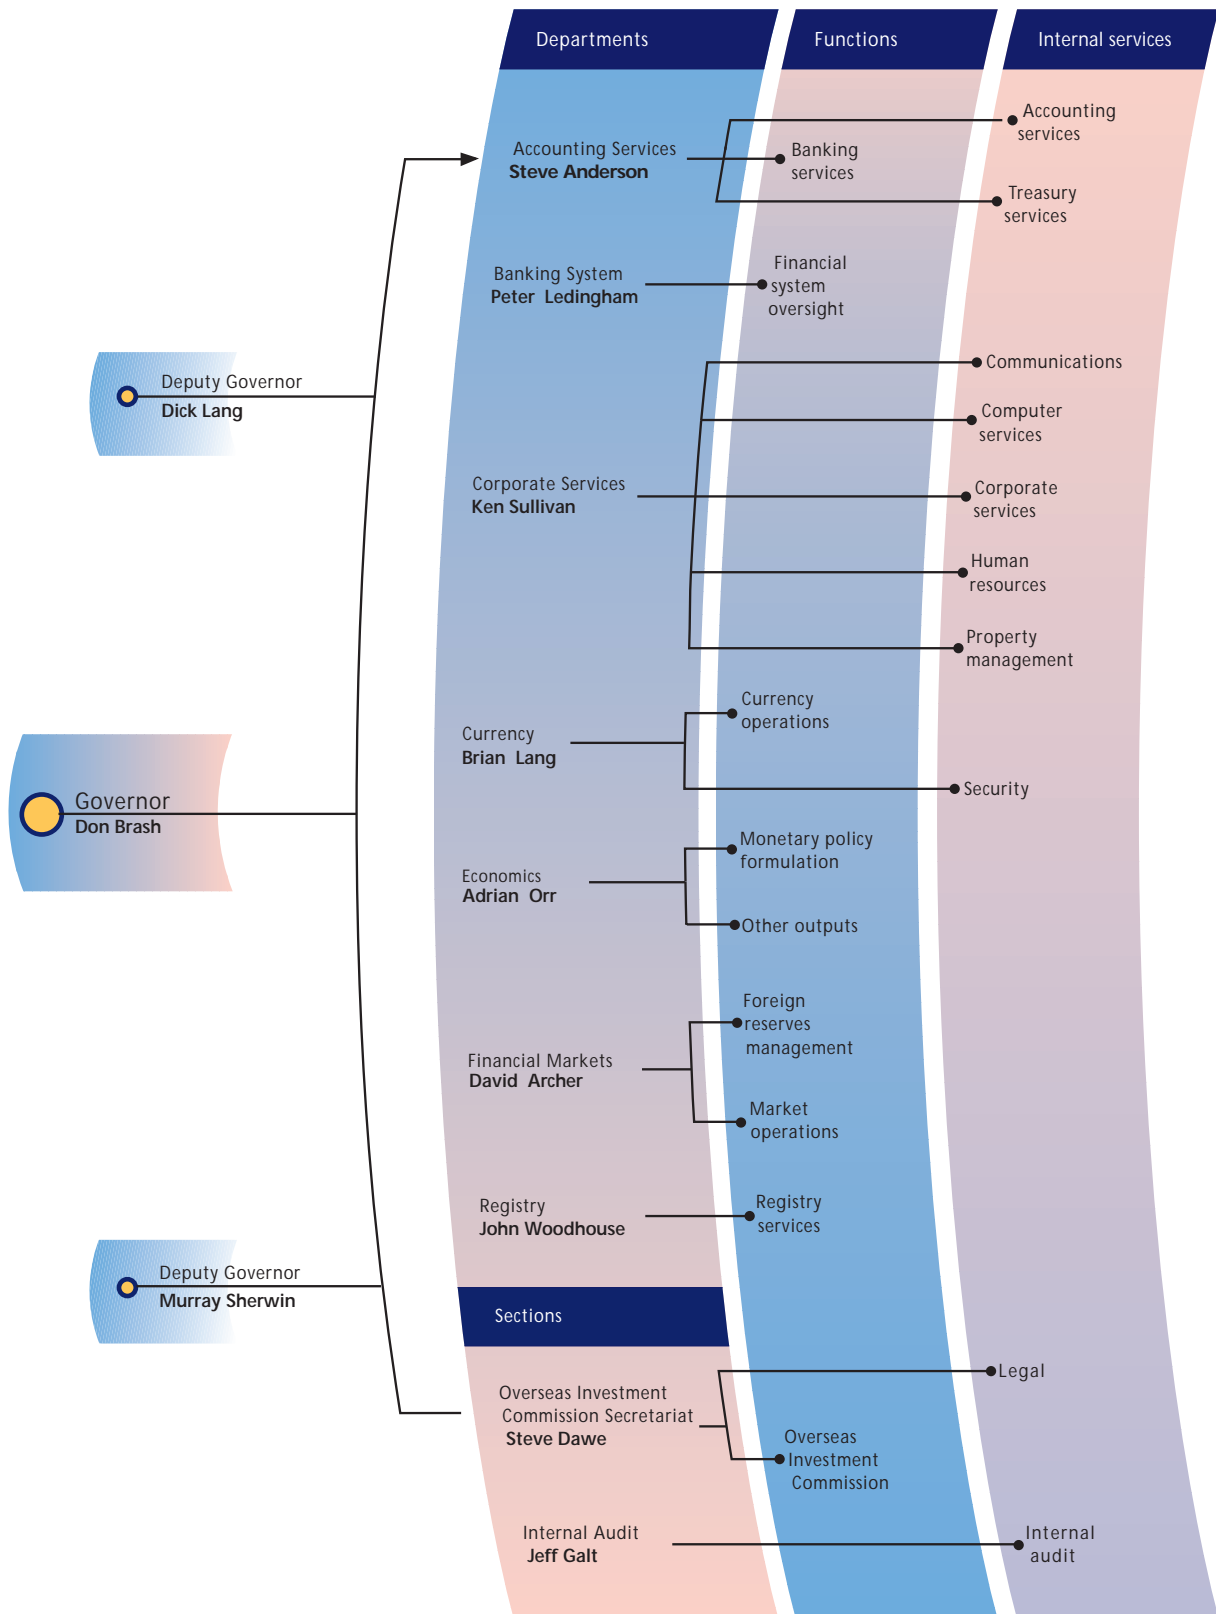 Departments
Functions
Internal services
Accounting Services
Steve Anderson
Banking
services
Accounting
services
Treasury
services
Banking System
Peter Ledingham
Financial
system
oversight
Deputy Governor
Dick Lang
Corporate Services
Ken Sullivan
Communications
Computer
services
Corporate
services
Human
resources
Property
management
Currency
Brian Lang
Currency
operations
Security
Governor
Don Brash
Economics
Adrian Orr
Monetary policy
formulation
Other outputs
Financial Markets
David Archer
Foreign
reserves
management
Market
operations
Registry
John Woodhouse
Registry
services
Deputy Governor
Murray Sherwin
Sections
Overseas Investment
Commission Secretariat
Steve Dawe
Legal
Overseas
Investment
Commission
Internal Audit
Jeff Galt
Internal
audit